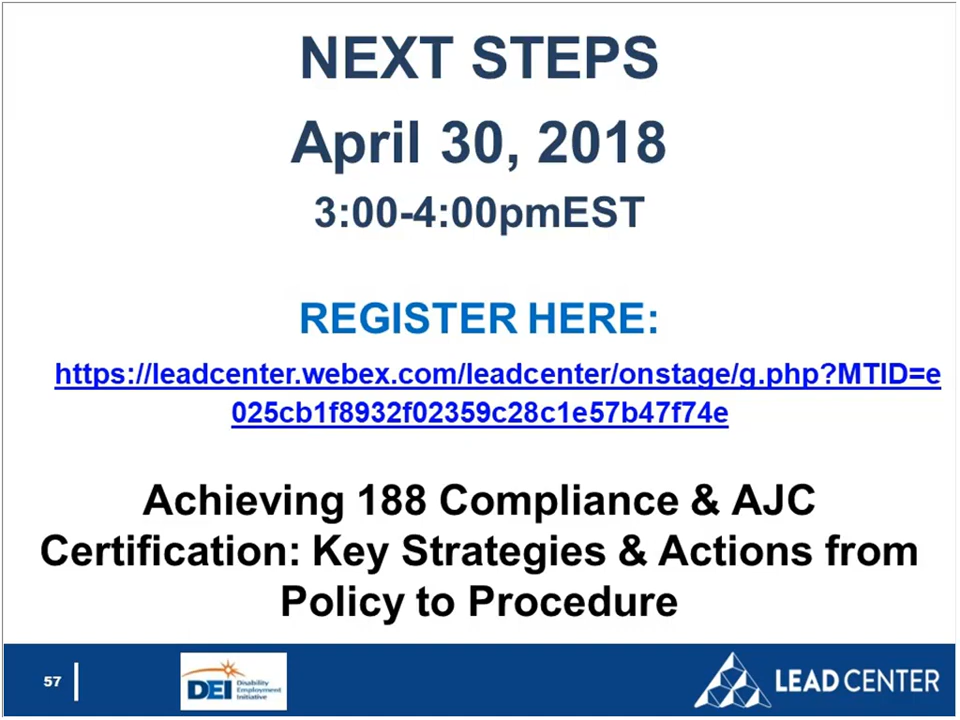 NEXT STEPS
April 30, 2018
3:00-4:00pmEST
REGISTER HERE:
https://leadcenter.webex.com/leadcenter/onstage/g.php?MTID=e
025cb1f8932f02359c28c1e57b47f74e
Achieving 188 Compliance & AJC
Certification: Key Strategies & Actions from
Policy to Procedure
57
DEI
Disability
Employment
Initiative
LEAD CENTER